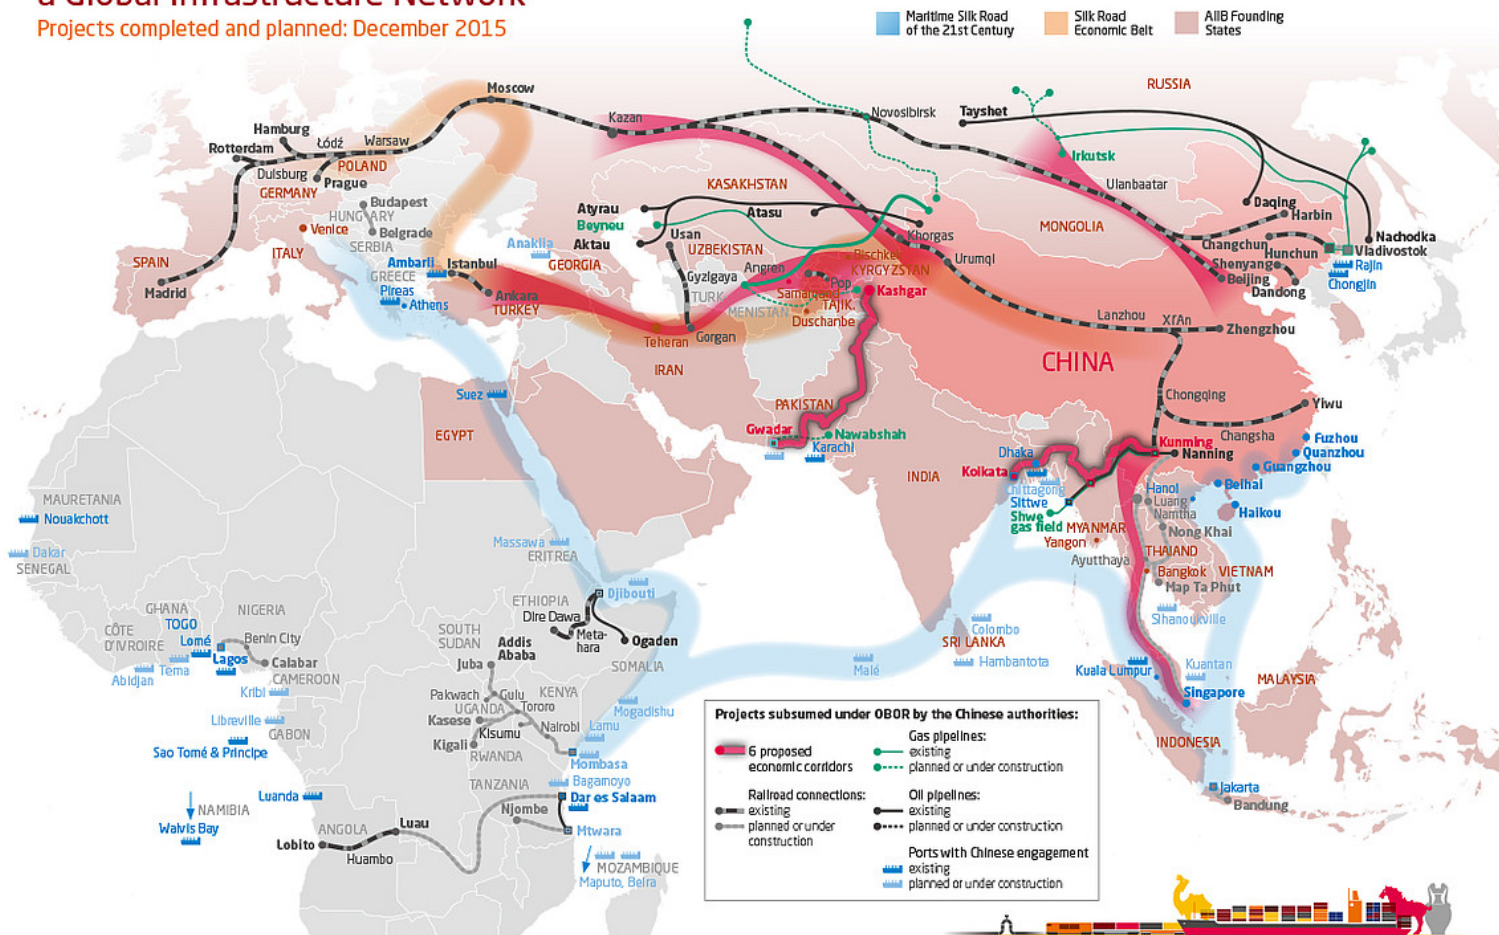 a Global Infrastructure Network
Projects completed and planned: December 2015
Maritime Silk Road
of the 21st Century
Silk Road
Economic Belt
AIIB Founding
States
RUSSIA
Moscow
Kazan
Novosibirsk
Tayshet
Irkutsk
Hamburg
Rotterdam
Łódź
Warsaw
Duisburg
POLAND
GERMANY
Prague
Budapest
HUNGARY
Belgrade
SERBIA
Venice
ITALY
SPAIN
Madrid
GREECE
Pireas
Athens
Ambarli
Istanbul
Ankara
TURKEY
Anaklia
GEORGIA
KASAKHSTAN
Atyrau
Beyneu
Aktau
Atasu
Usan
UZBEKISTAN
Gyzlgaya
Angren
TURK
MENISTAN
Pop
Samarqand
TAJIK
Duschanbe
Bischkek
KYRGYZSTAN
Kashgar
Khorgas
Urumqi
Ulanbaatar
MONGOLIA
Daqing
Harbin
Changchun
Hunchun
Shenyang
Beijing
Dandong
Nachodka
Vladivostok
Rajin
Chongjin
Teheran
Gorgan
IRAN
Lanzhou
Xi'An
Zhengzhou
CHINA
Chongqing
Yiwu
Changsha
Fuzhou
Quanzhou
Guangzhou
Beihai
Haikou
Kunming
Nanning
PAKISTAN
Gwadar
Nawabshah
Karachi
INDIA
Dhaka
Kolkata
Chittagong
Sittwe
Shwe
gas field
MYANMAR
Yangon
Hanoi
Luang
Namtha
Nong Khai
THAILAND
Ayutthaya
Bangkok
VIETNAM
Map Ta Phut
Sihanoukville
Suez
EGYPT
MAURETANIA
Nouakchott
Dakar
SENEGAL
Massawa
ERITREA
Djibouti
ETHIOPIA
Dire Dawa
Meta-
hara
Ogaden
Addis
Ababa
SOUTH
SUDAN
SOMALIA
GHANA
NIGERIA
CÔTE
D'IVROIRE
TOGO
Lomé
Lagos
Benin City
Calabar
CAMEROON
Tema
Abidjan
Kribi
Libreville
GABON
Sao Tomé & Principe
Juba
Pakwach
Gulu
UGANDA
Tororo
KENYA
Kasese
Kisumu
Nairobi
Kigali
RWANDA
Mogadishu
Lamu
Mombasa
TANZANIA
Bagamoyo
Dar es Salaam
Njombe
Mtwara
Luanda
NAMIBIA
Walvis Bay
ANGOLA
Luau
Lobito
Huambo
MOZAMBIQUE
Maputo, Beira
Malé
Colombo
SRI LANKA
Hambantota
Kuala Lumpur
Kuantan
Singapore
MALAYSIA
INDONESIA
Jakarta
Bandung
Projects subsumed under OBOR by the Chinese authorities:
6 proposed
economic corridors
Gas pipelines:
existing
planned or under construction
Railroad connections:
existing
planned or under
construction
Oil pipelines:
existing
planned or under construction
Ports with Chinese engagement
existing
planned or under construction